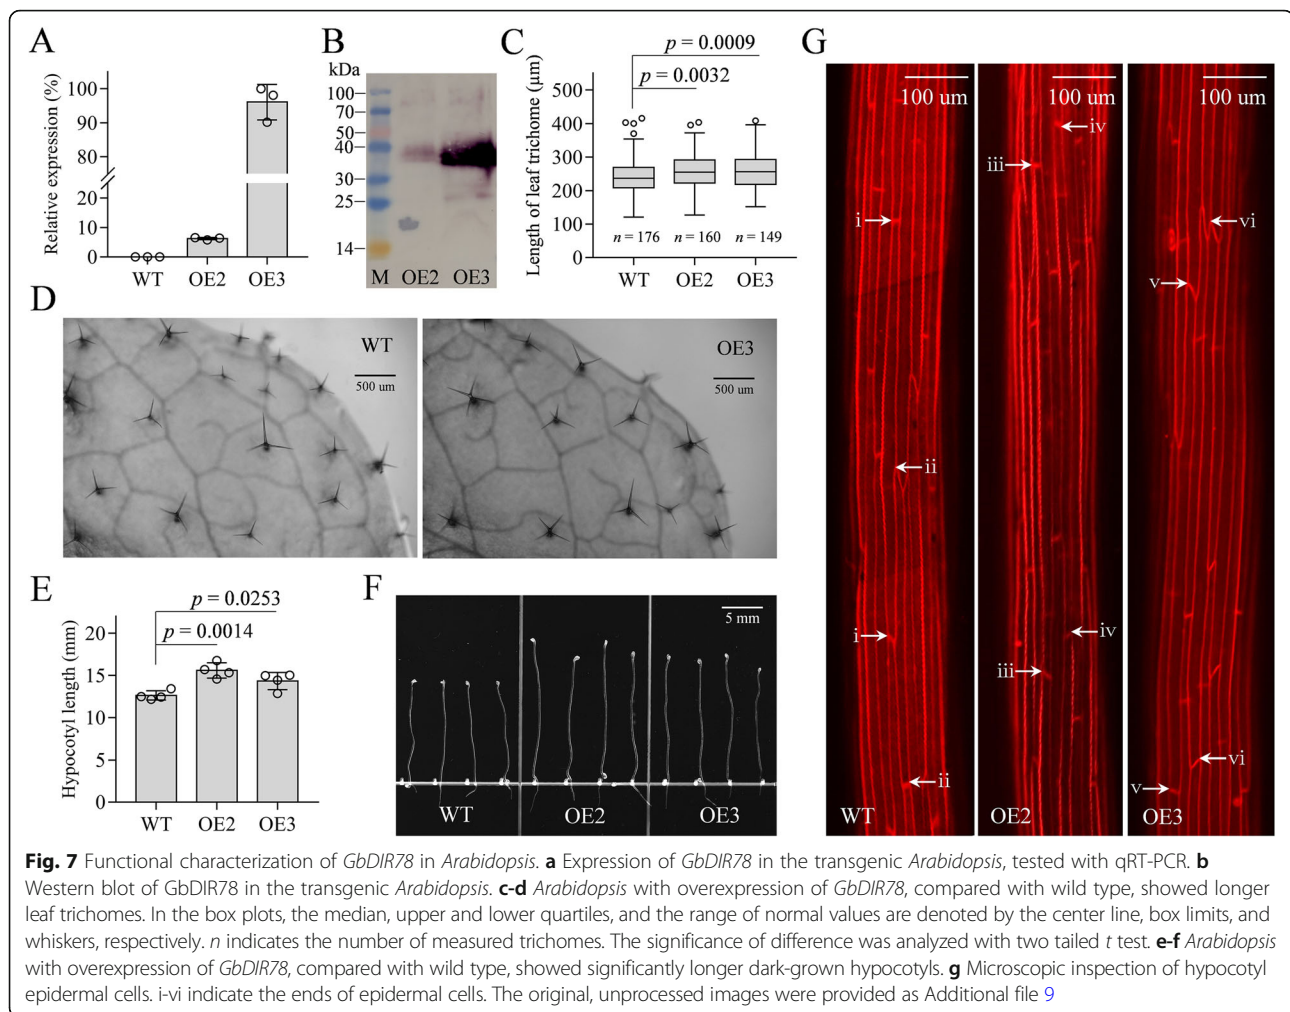 A
Relative expression (%)
100
90
80
20
10
0
WT
OE2
OE3
B
kDa
100
70
50
40
30
25
14
M
OE2
OE3
C
Length of leaf trichome (μm)
500
400
300
200
100
0
p = 0.0009
p = 0.0032
n = 176
n = 160
n = 149
WT
OE2
OE3
D
WT
500 um
OE3
500 um
E
Hypocotyl length (mm)
20
15
10
5
0
p = 0.0253
p = 0.0014
WT
OE2
OE3
F
5 mm
WT
OE2
OE3
G
100 um
i
ii
i
ii
WT
100 um
iv
iii
iv
iii
OE2
100 um
vi
v
vi
v
OE3
Fig. 7 Functional characterization of GbDIR78 in Arabidopsis. a Expression of GbDIR78 in the transgenic Arabidopsis, tested with qRT-PCR. b
Western blot of GbDIR78 in the transgenic Arabidopsis. c-d Arabidopsis with overexpression of GbDIR78, compared with wild type, showed longer
leaf trichomes. In the box plots, the median, upper and lower quartiles, and the range of normal values are denoted by the center line, box limits, and
whiskers, respectively. n indicates the number of measured trichomes. The significance of difference was analyzed with two tailed t test. e-f Arabidopsis
with overexpression of GbDIR78, compared with wild type, showed significantly longer dark-grown hypocotyls. g Microscopic inspection of hypocotyl
epidermal cells. i-vi indicate the ends of epidermal cells. The original, unprocessed images were provided as Additional file 9